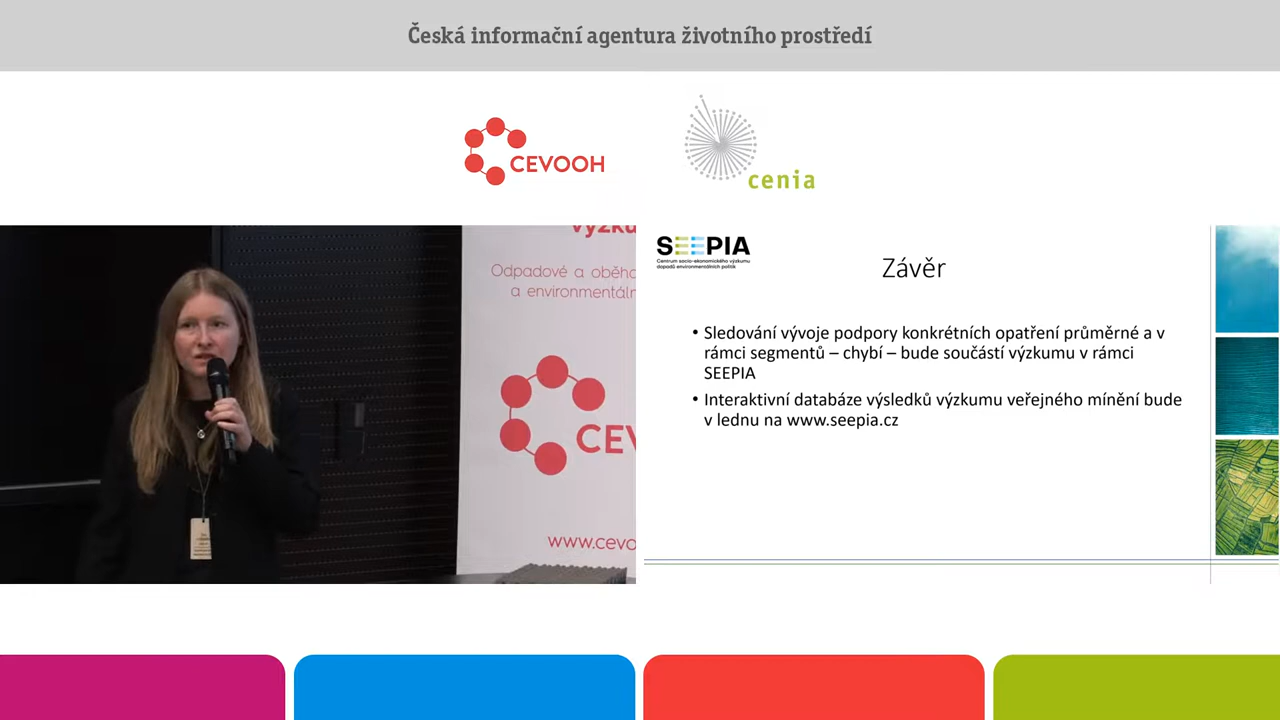 Česká informační agentura životního prostředí
CEVOOH
cenia
výzku
Odpadové a oběho
a environmentáln
CEV
www.cevo
SEEPIA
Centrum socio-ekonomického výzkumu
dopadů environmentálních politik
Závěr
• Sledování vývoje podpory konkrétních opatření průměrné a v
rámci segmentů – chybí – bude součástí výzkumu v rámci
SEEPIA
• Interaktivní databáze výsledků výzkumu veřejného mínění bude
v lednu na www.seepia.cz